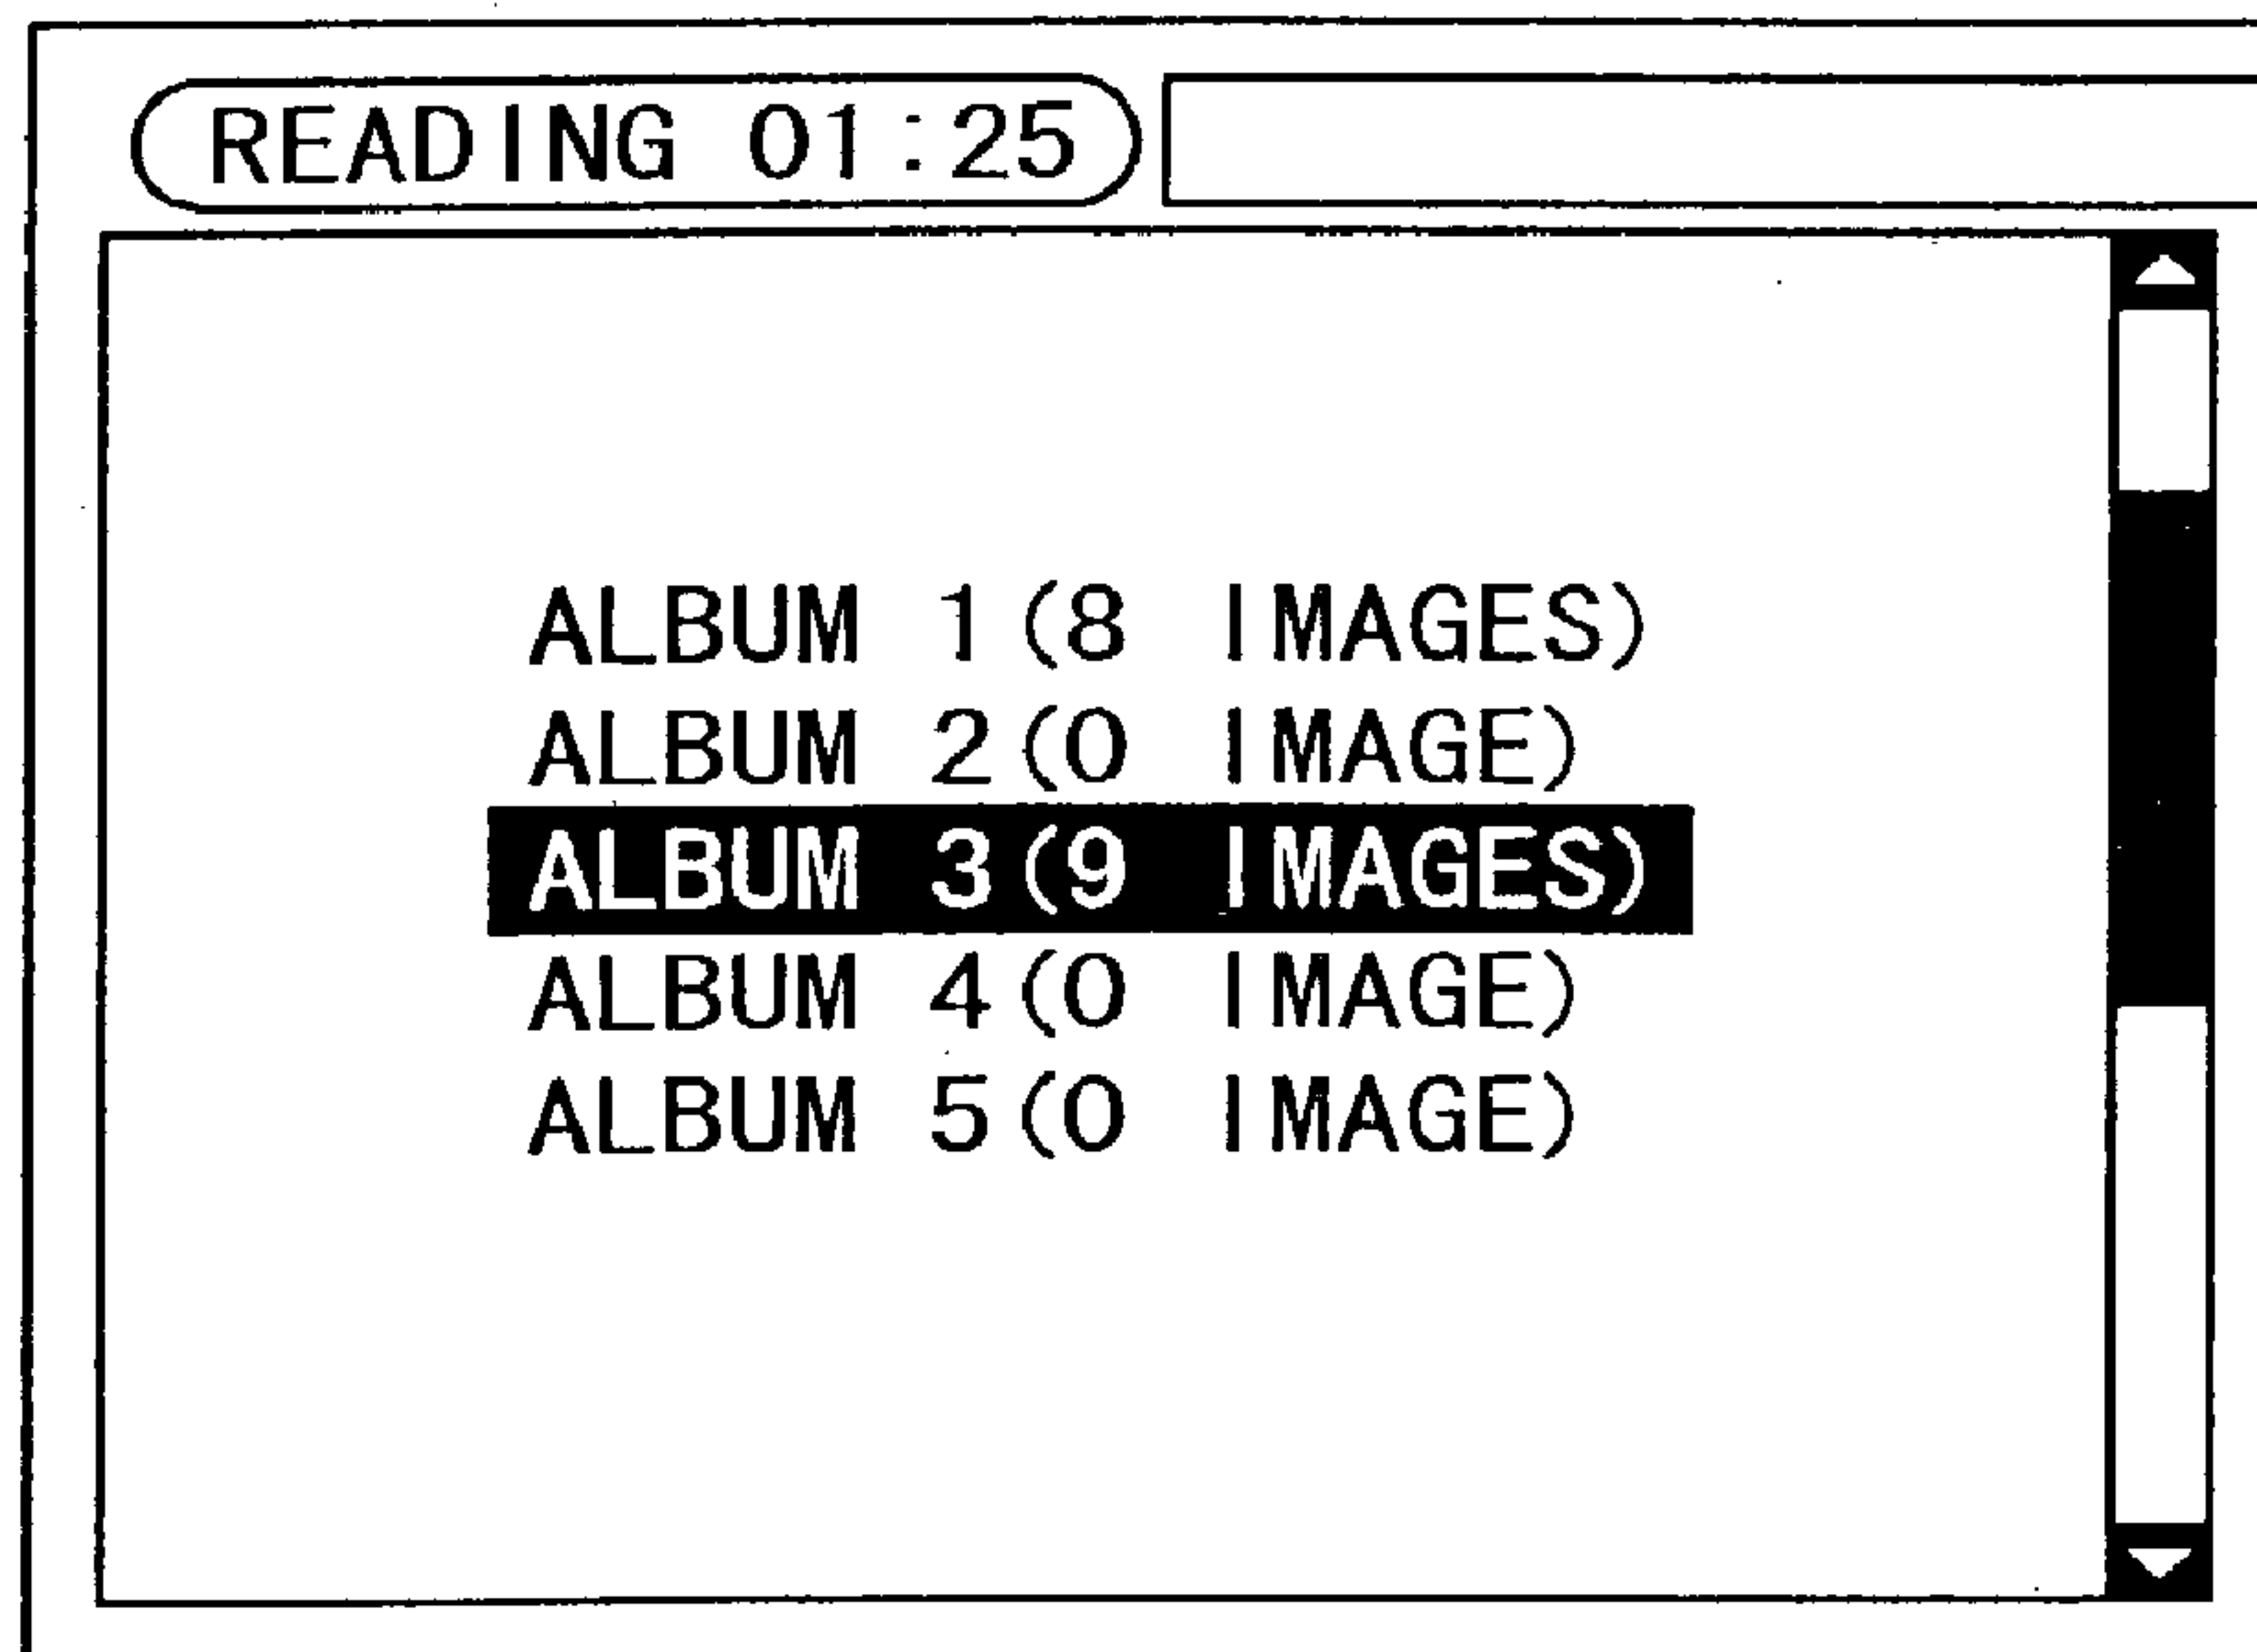 READING 01:25
ALBUM 1(8 IMAGES)
ALBUM 2(0 IMAGE)
ALBUM 3(9 IMAGES)
ALBUM 4(0 IMAGE)
ALBUM 5(0 IMAGE)